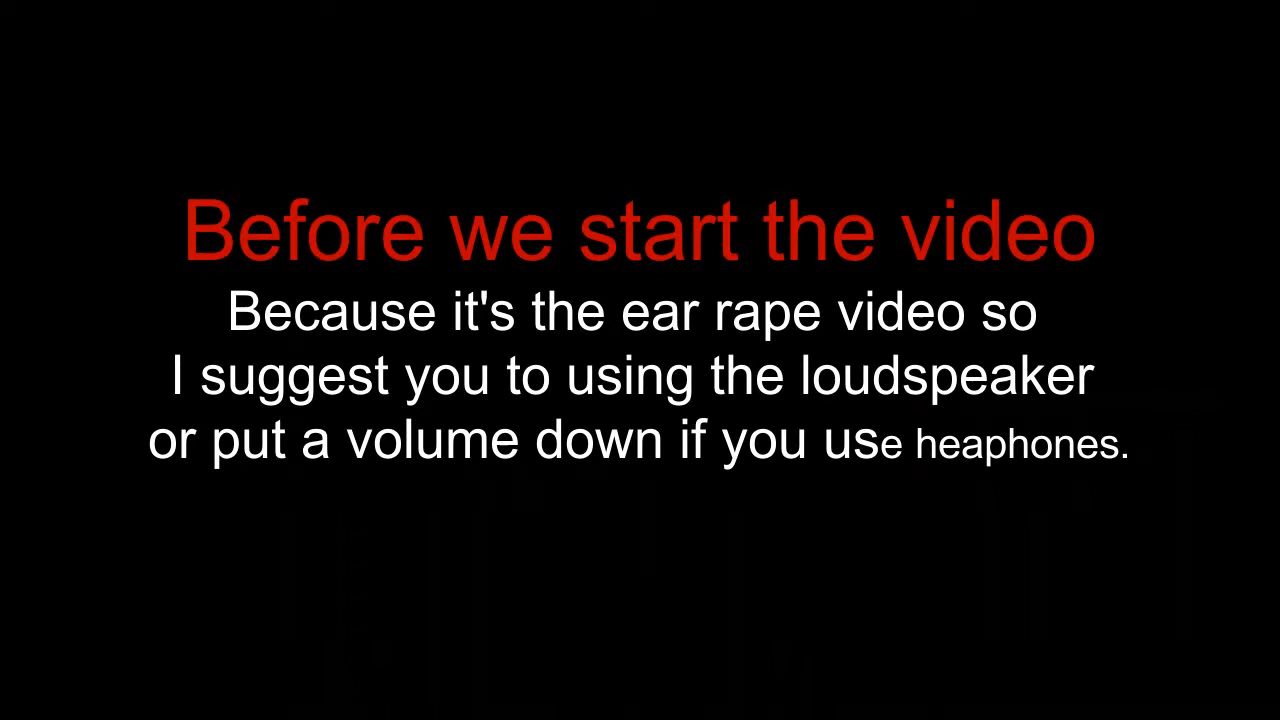 Before we start the video
Because it's the ear rape video so
I suggest you to using the loudspeaker
or put a volume down if you use heaphones.